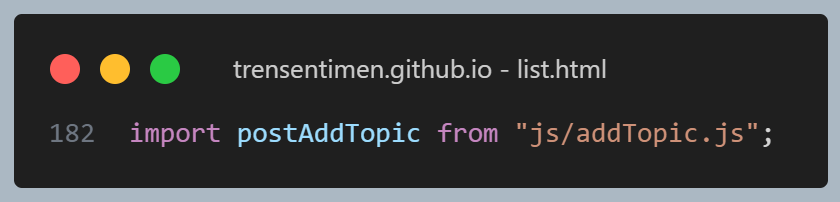 trensentimen.github.io - list.html
182 import postAddTopic from "js/addTopic.js";